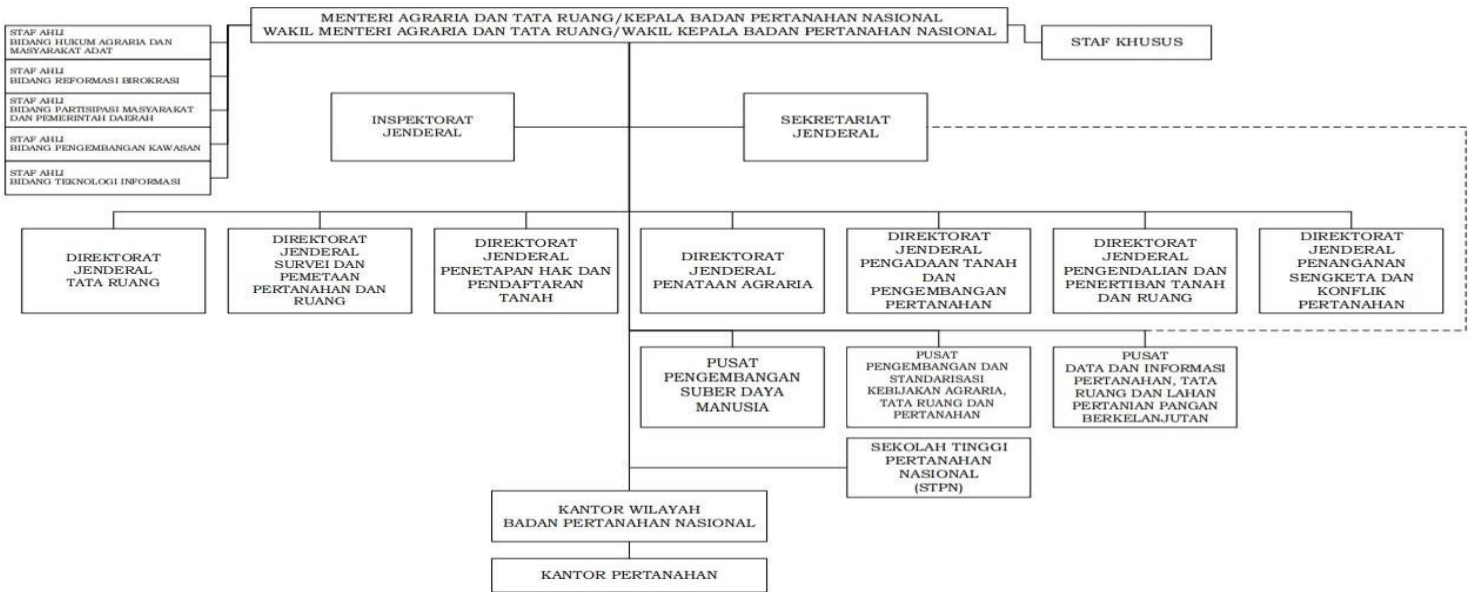 MENTERI AGRARIA DAN TATA RUANG/KEPALA BADAN PERTANAHAN NASIONAL
WAKIL MENTERI AGRARIA DAN TATA RUANG/WAKIL KEPALA BADAN PERTANAHAN NASIONAL
STAF AHLI
BIDANG HUKUM AGRARIA DAN
MASYARAKAT ADAT
STAF AHLI
BIDANG REFORMASI BIROKRASI
STAF AHLI
BIDANG PARTISIPASI MASYARAKAT
DAN PEMERINTAH DAERAH
STAF AHLI
BIDANG PENGEMBANGAN KAWASAN
STAF AHLI
BIDANG TEKNOLOGI INFORMASI
STAF KHUSUS
INSPEKTORAT
JENDERAL
SEKRETARIAT
JENDERAL
DIREKTORAT
JENDERAL
TATA RUANG
DIREKTORAT
JENDERAL
SURVEI DAN
PEMETAAN
PERTANAHAN DAN
RUANG
DIREKTORAT
JENDERAL
PENETAPAN HAK DAN
PENDAFTARAN
TANAH
DIREKTORAT
JENDERAL
PENATAAN AGRARIA
DIREKTORAT
JENDERAL
PENGADAAN TANAH
DAN
PENGEMBANGAN
PERTANAHAN
DIREKTORAT
JENDERAL
PENGENDALIAN DAN
PENERTIBAN TANAH
DAN RUANG
DIREKTORAT
JENDERAL
PENANGANAN
SENGKETA DAN
KONFLIK
PERTANAHAN
PUSAT
PENGEMBANGAN
SUBER DAYA
MANUSIA
PUSAT
PENGEMBANGAN DAN
STANDARISASI
KEBIJAKAN AGRARIA,
TATA RUANG DAN
PERTANAHAN
PUSAT
DATA DAN INFORMASI
PERTANAHAN, TATA
RUANG DAN LAHAN
PERTANIAN PANGAN
BERKELANJUTAN
SEKOLAH TINGGI
PERTANAHAN
NASIONAL
(STPN)
KANTOR WILAYAH
BADAN PERTANAHAN NASIONAL
KANTOR PERTANAHAN